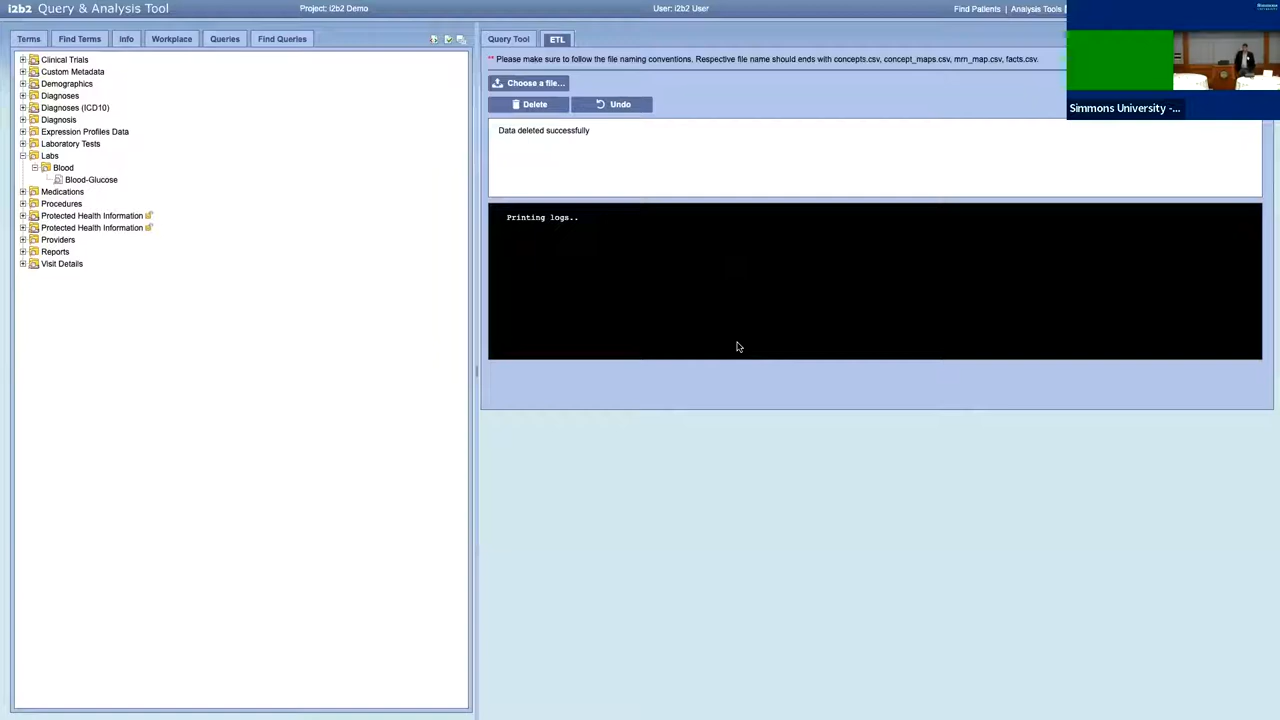 i2b2 Query & Analysis Tool
Project: i2b2 Demo
User: i2b2 User
Find Patients | Analysis Tools
Simmons University -...
Terms
Find Terms
Info
Workplace
Queries
Find Queries
Clinical Trials
Custom Metadata
Demographics
Diagnoses
Diagnoses (ICD10)
Diagnosis
Expression Profiles Data
Laboratory Tests
Labs
Blood
Blood-Glucose
Medications
Procedures
Protected Health Information
Protected Health Information
Providers
Reports
Visit Details
Query Tool
ETL
** Please make sure to follow the file naming conventions. Respective file name should ends with concepts.csv, concept_maps.csv, mrn_map.csv, facts.csv.
Choose a file...
Delete
Undo
Data deleted successfully
Printing logs..